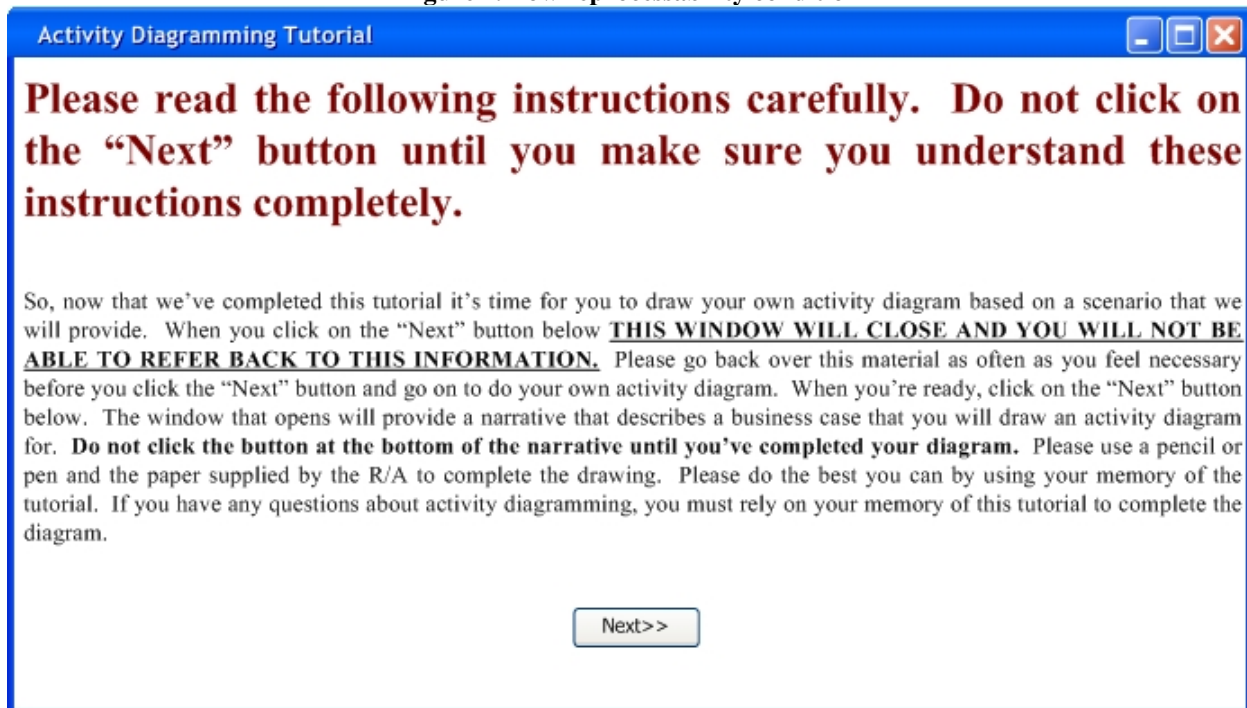 Activity Diagramming Tutorial
Please read the following instructions carefully. Do not click on
the “Next” button until you make sure you understand these
instructions completely.
So, now that we’ve completed this tutorial it’s time for you to draw your own activity diagram based on a scenario that we
will provide. When you click on the “Next” button below THIS WINDOW WILL CLOSE AND YOU WILL NOT BE
ABLE TO REFER BACK TO THIS INFORMATION. Please go back over this material as often as you feel necessary
before you click the “Next” button and go on to do your own activity diagram. When you’re ready, click on the “Next” button
below. The window that opens will provide a narrative that describes a business case that you will draw an activity diagram
for. Do not click the button at the bottom of the narrative until you’ve completed your diagram. Please use a pencil or
pen and the paper supplied by the R/A to complete the drawing. Please do the best you can by using your memory of the
tutorial. If you have any questions about activity diagramming, you must rely on your memory of this tutorial to complete the
diagram.
Next>>